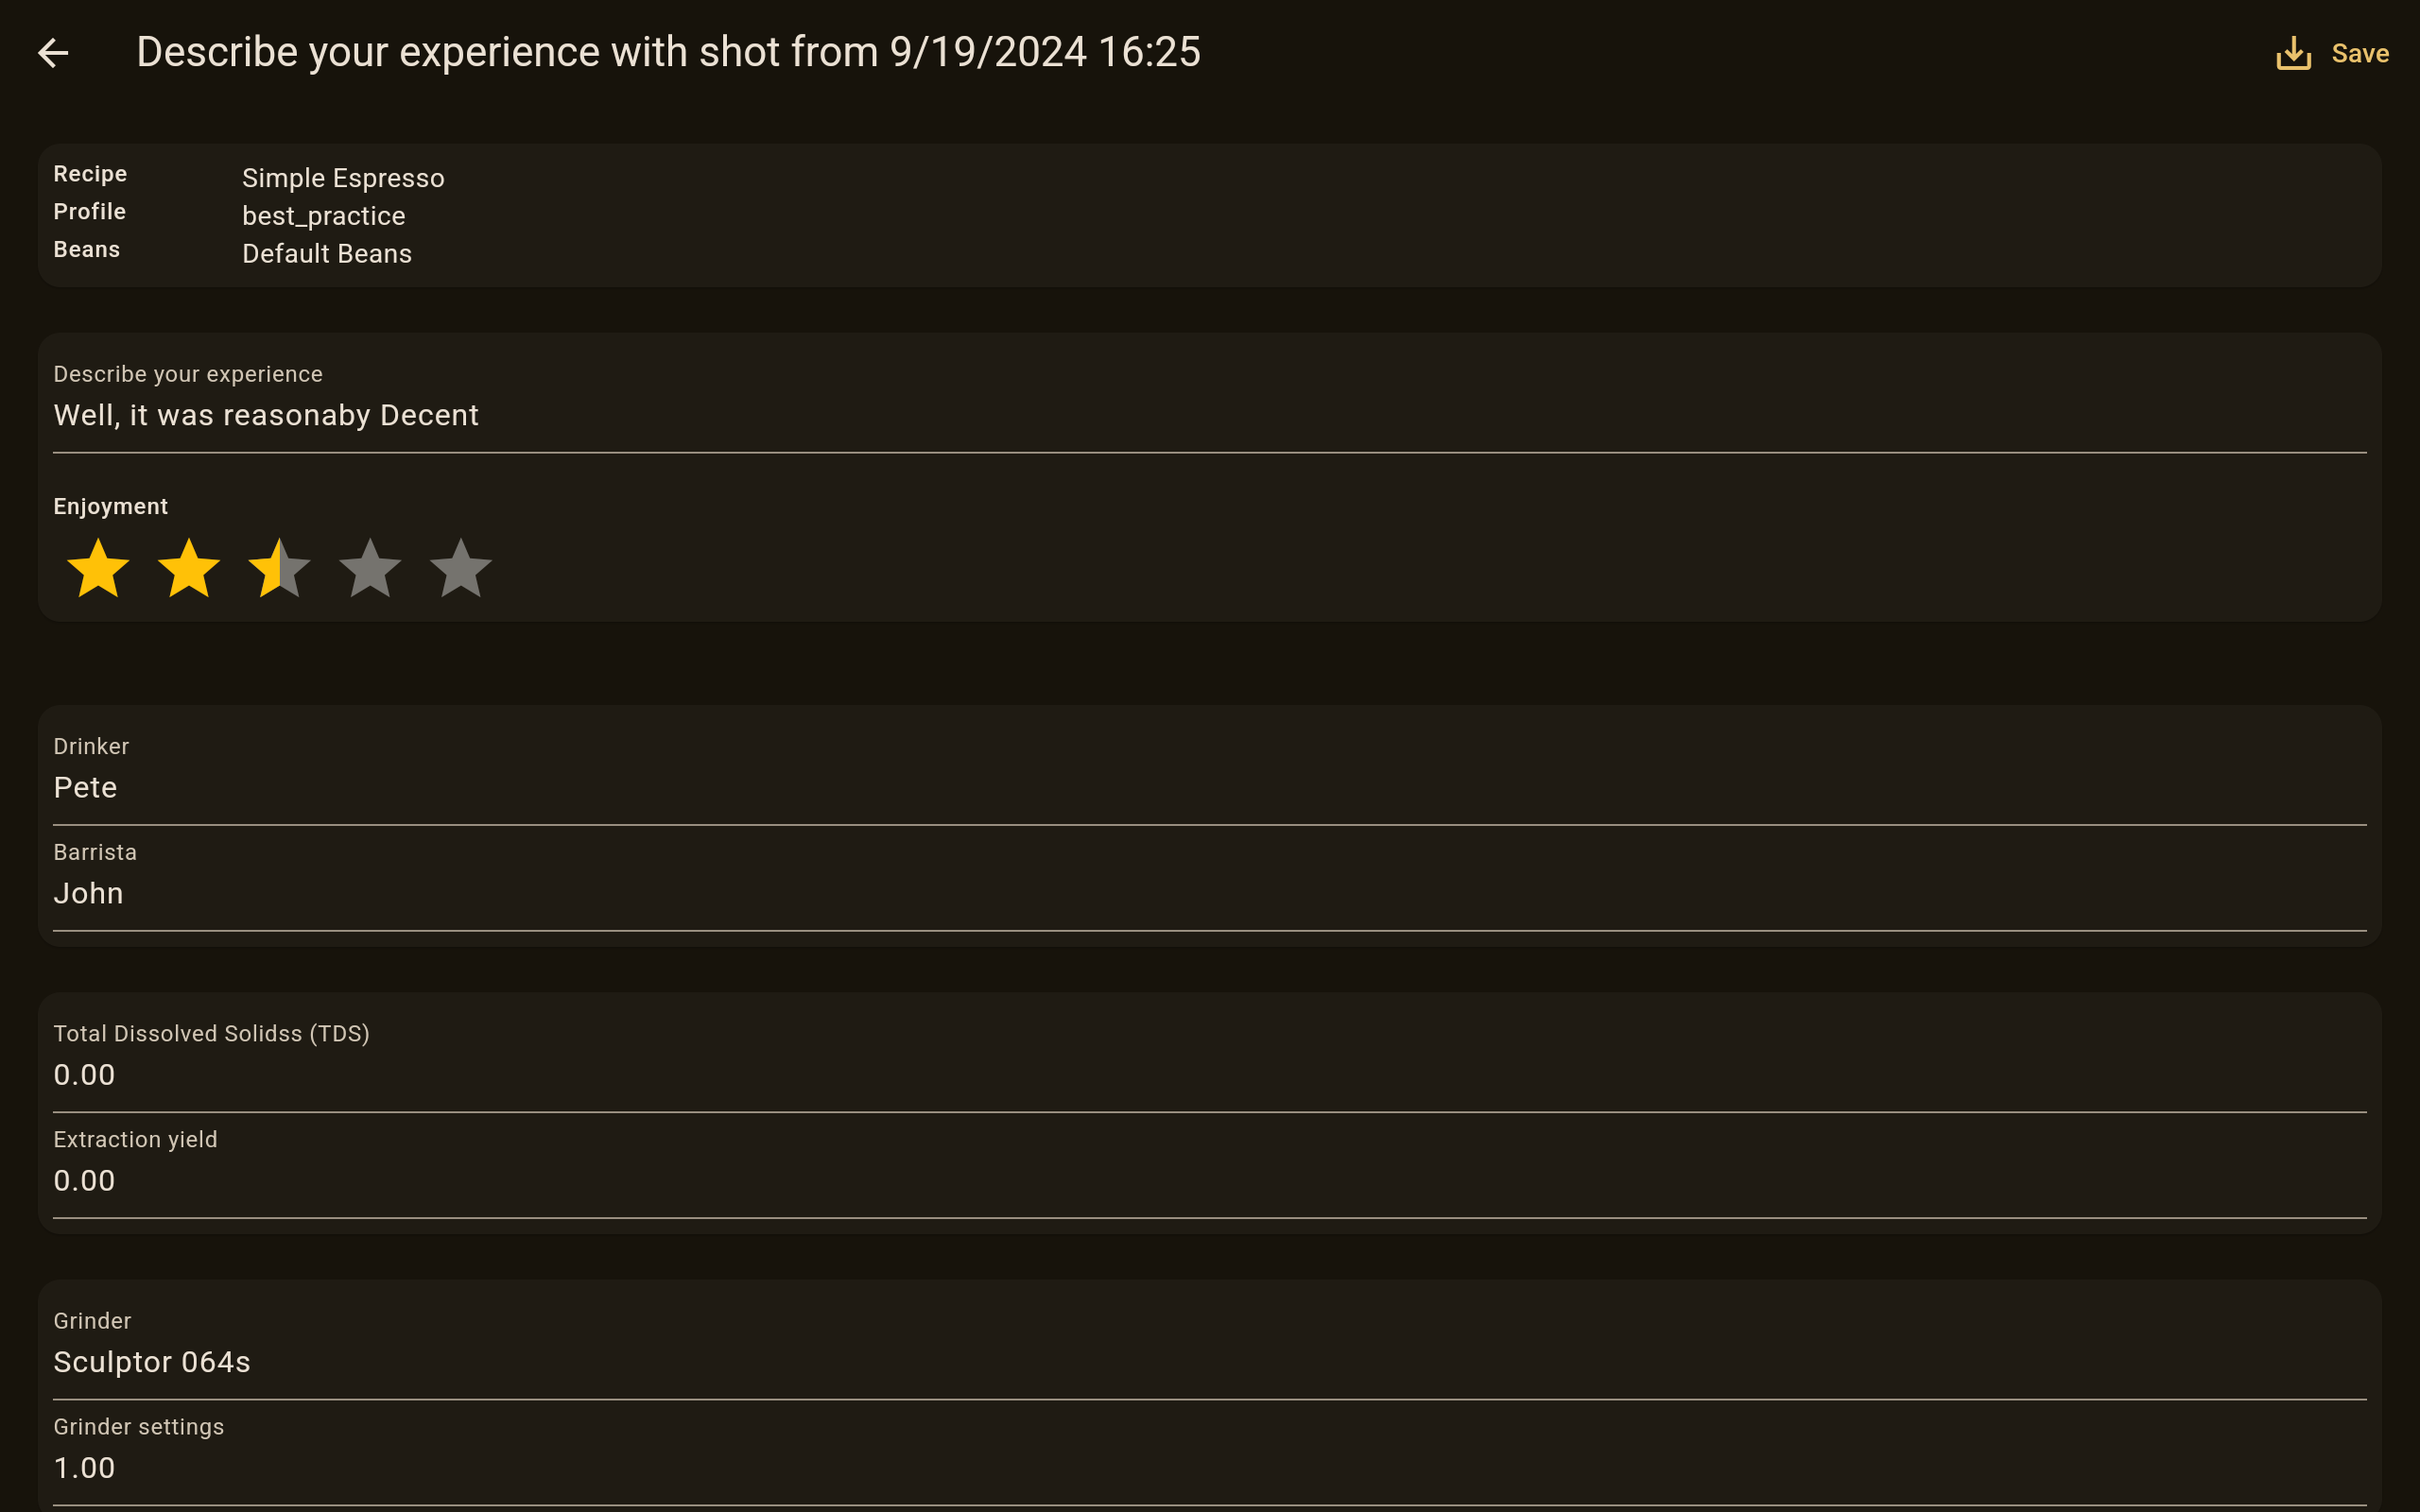 Describe your experience with shot from 9/19/2024 16:25
Save
Recipe Simple Espresso
Profile best_practice
Beans Default Beans
Describe your experience
Well, it was reasonaby Decent
Enjoyment
Drinker
Pete
Barrista
John
Total Dissolved Solidss (TDS)
0.00
Extraction yield
0.00
Grinder
Sculptor 064s
Grinder settings
1.00